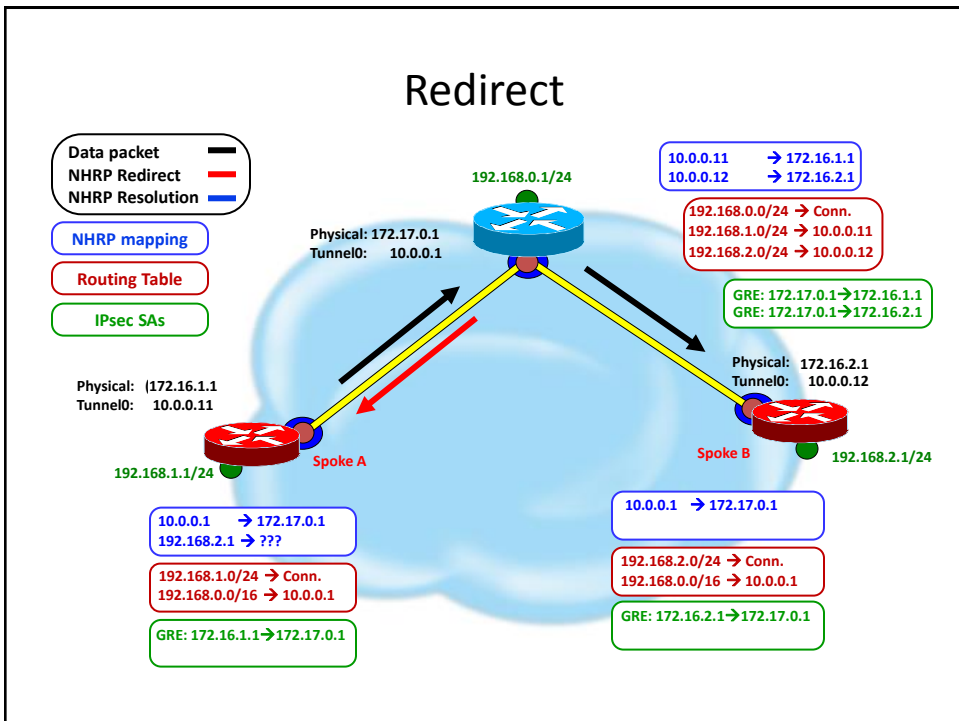 Redirect
Data packet
NHRP Redirect
NHRP Resolution
NHRP mapping
Routing Table
IPsec SAs
192.168.0.1/24
Physical: 172.17.0.1
Tunnel0: 10.0.0.1
10.0.0.11 → 172.16.1.1
10.0.0.12 → 172.16.2.1
192.168.0.0/24 → Conn.
192.168.1.0/24 → 10.0.0.11
192.168.2.0/24 → 10.0.0.12
GRE: 172.17.0.1→172.16.1.1
GRE: 172.17.0.1→172.16.2.1
Physical: (172.16.1.1
Tunnel0: 10.0.0.11
Spoke A
192.168.1.1/24
Physical: 172.16.2.1
Tunnel0: 10.0.0.12
Spoke B
192.168.2.1/24
10.0.0.1 → 172.17.0.1
192.168.2.1 → ???
192.168.1.0/24 → Conn.
192.168.0.0/16 → 10.0.0.1
GRE: 172.16.1.1→172.17.0.1
10.0.0.1 → 172.17.0.1
192.168.2.0/24 → Conn.
192.168.0.0/16 → 10.0.0.1
GRE: 172.16.2.1→172.17.0.1